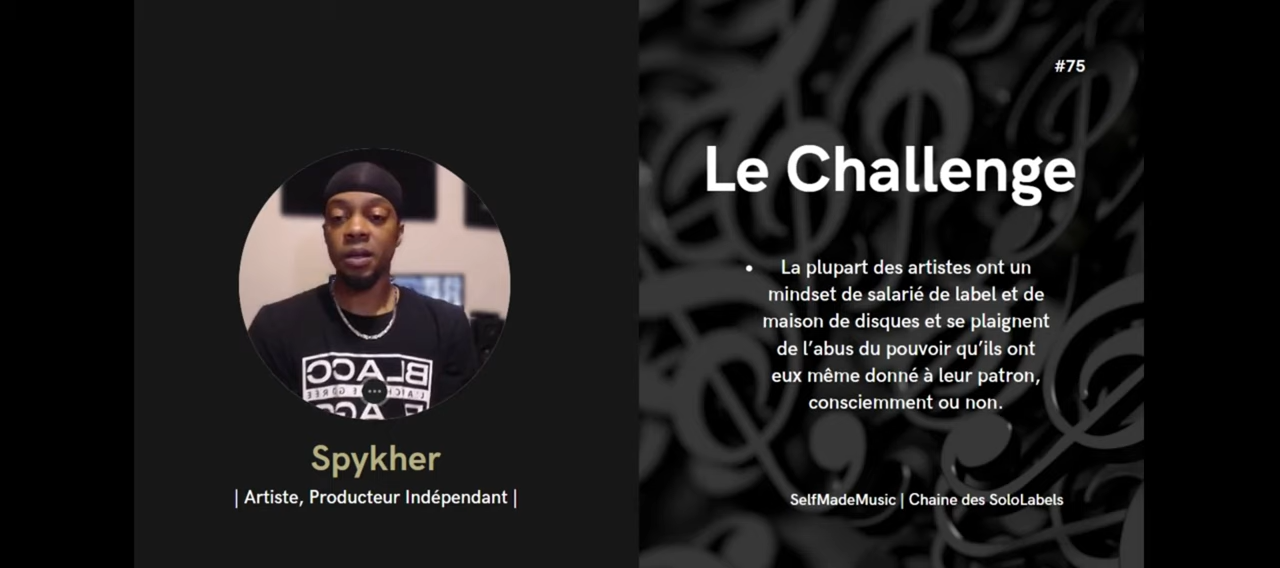 BLACC
Spykher
| Artiste, Producteur Indépendant |
#75
Le Challenge
• La plupart des artistes ont un
mindset de salarié de label et de
maison de disques et se plaignent
de l'abus du pouvoir qu'ils ont
eux même donné à leur patron,
consciemment ou non.
SelfMadeMusic | Chaine des SoloLabels